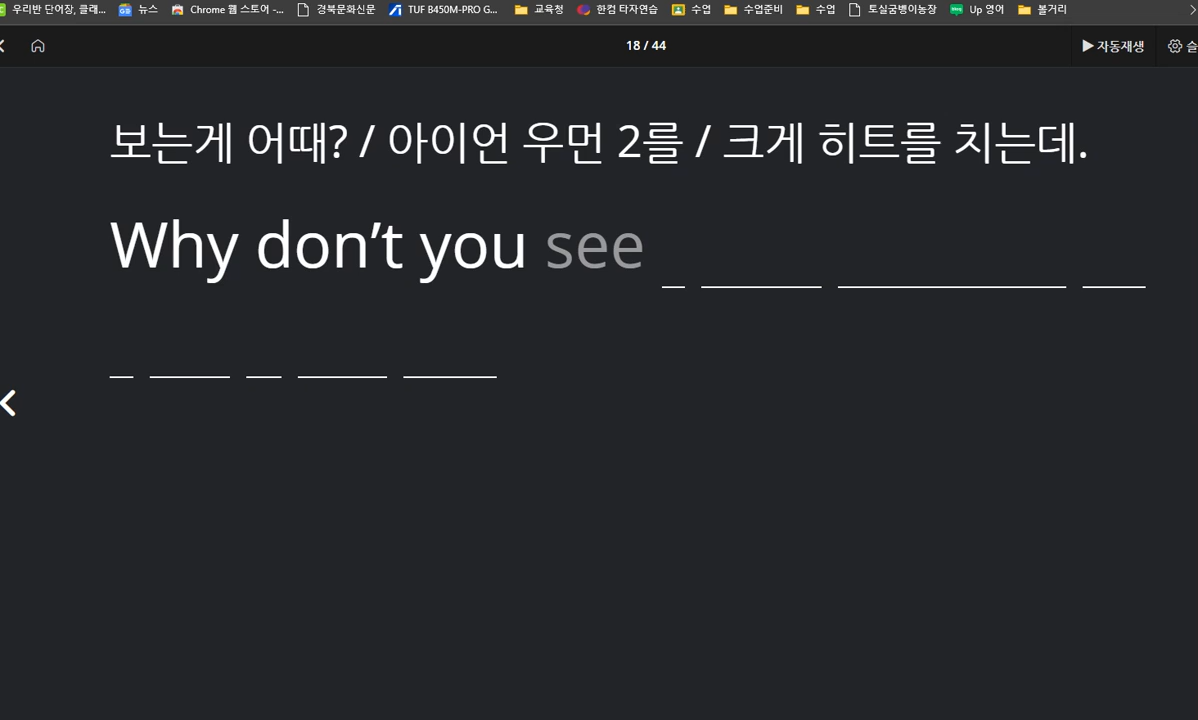 우리반 단어장, 클래... 뉴스 Chrome 웹 스토어 -... 경북문화신문 TUF B450M-PRO G... 교육청 한컴 타자연습 수업 수업준비 수업 토실굼벵이농장 Up 영어 볼거리
18 / 44 자동재생 슬
보는게 어때? / 아이언 우먼 2를 / 크게 히트를 치는데.
Why don’t you see